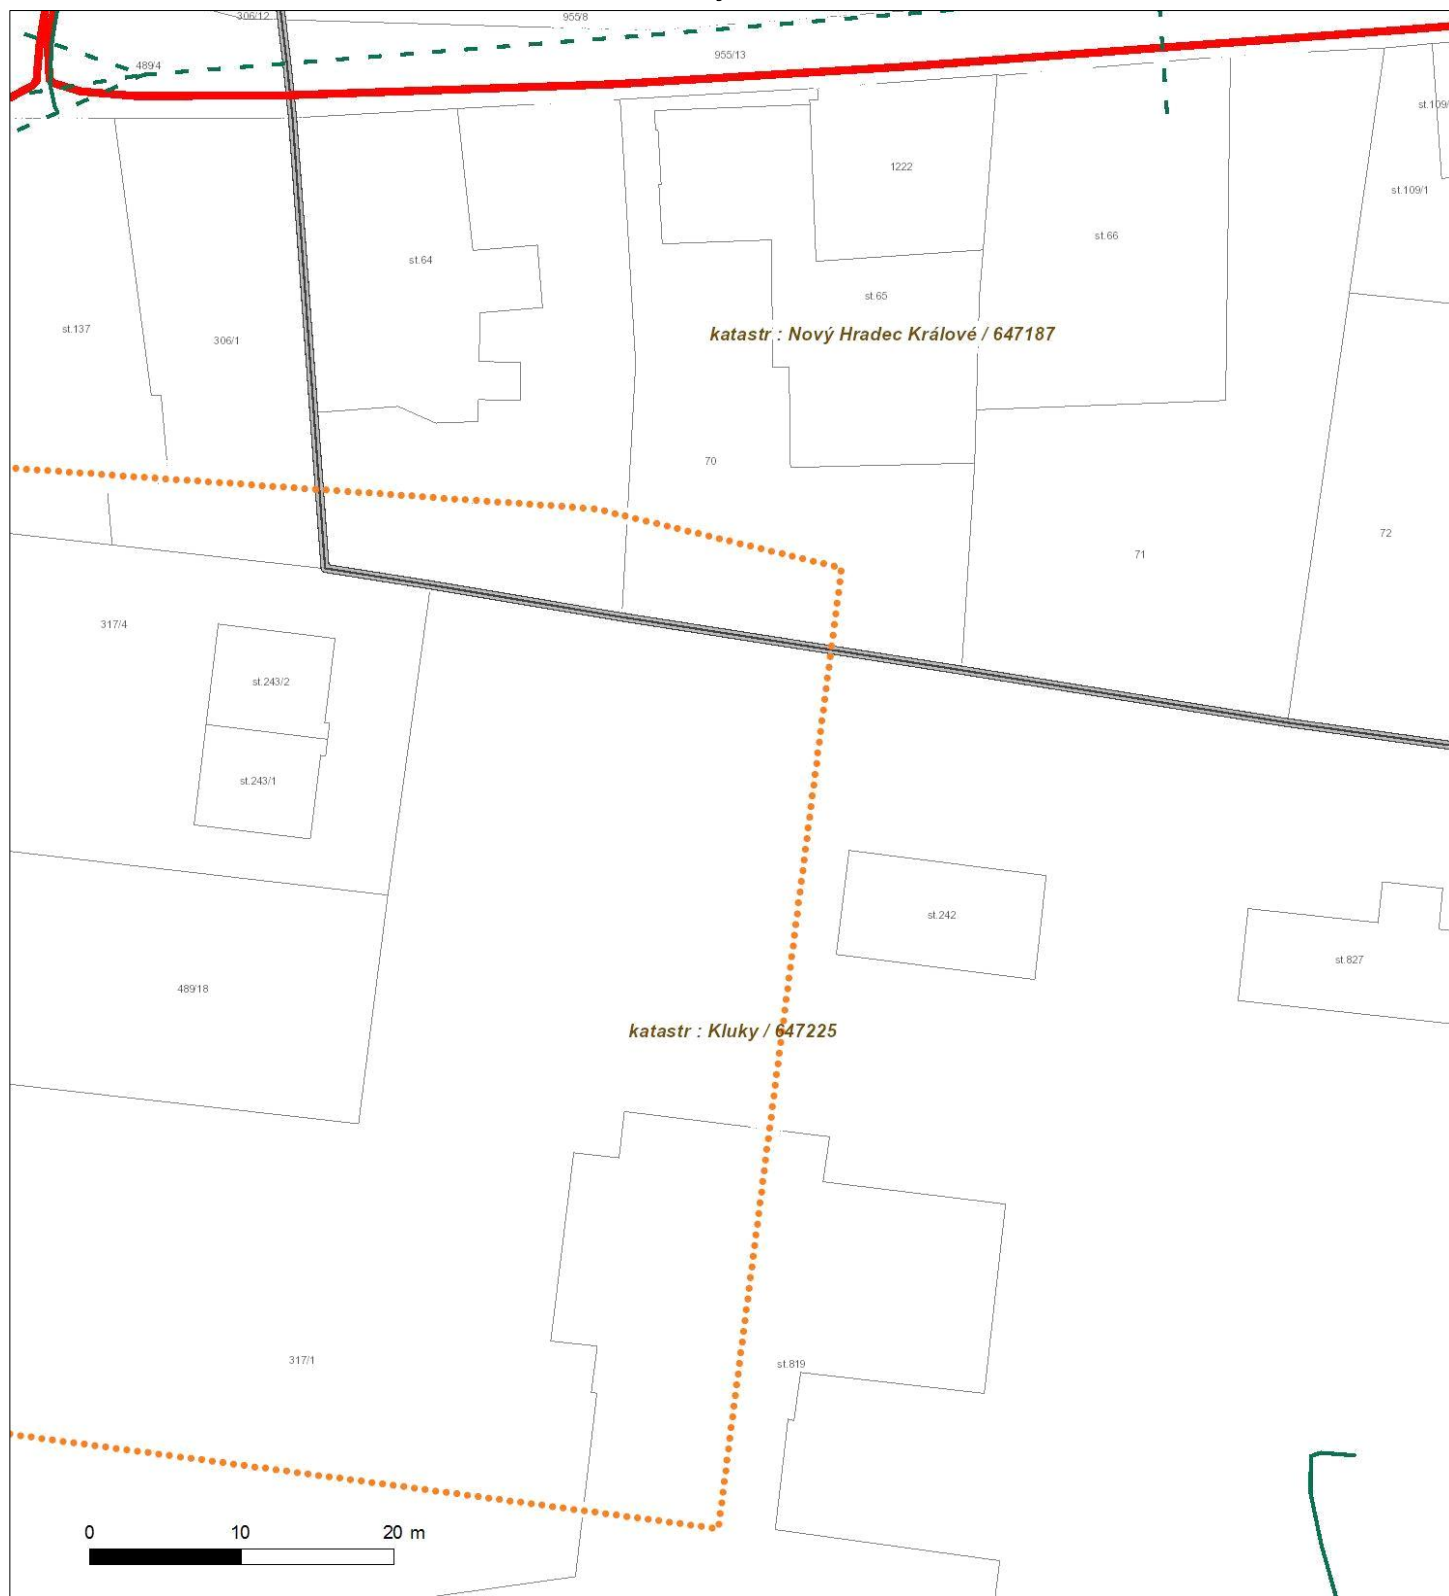 306/12
955/8
955/13
489/4
st.109/
1222
st.109/1
st.66
st.64
st.65
st.137
306/1
katastr : Nový Hradec Králové / 647187
70
72
71
317/4
st.243/2
st.243/1
st.242
st.827
489/18
katastr : Kluky / 647225
317/1
st.819
0 10 20 m